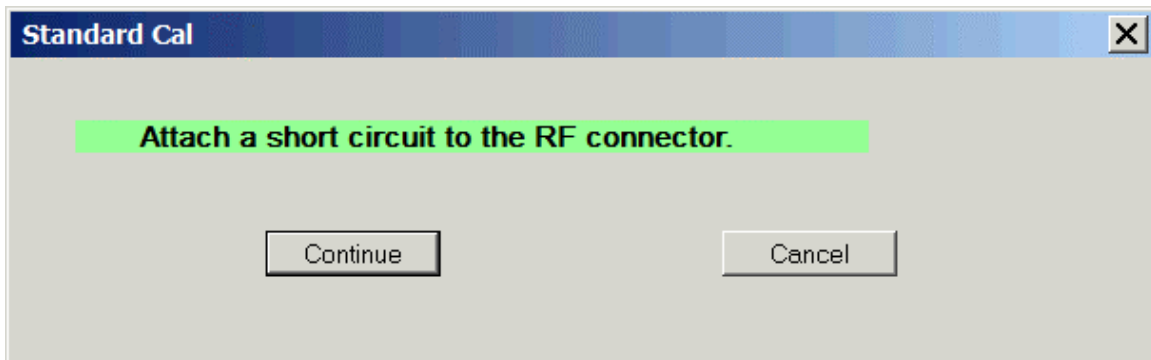 Standard Cal
Attach a short circuit to the RF connector.
Continue Cancel